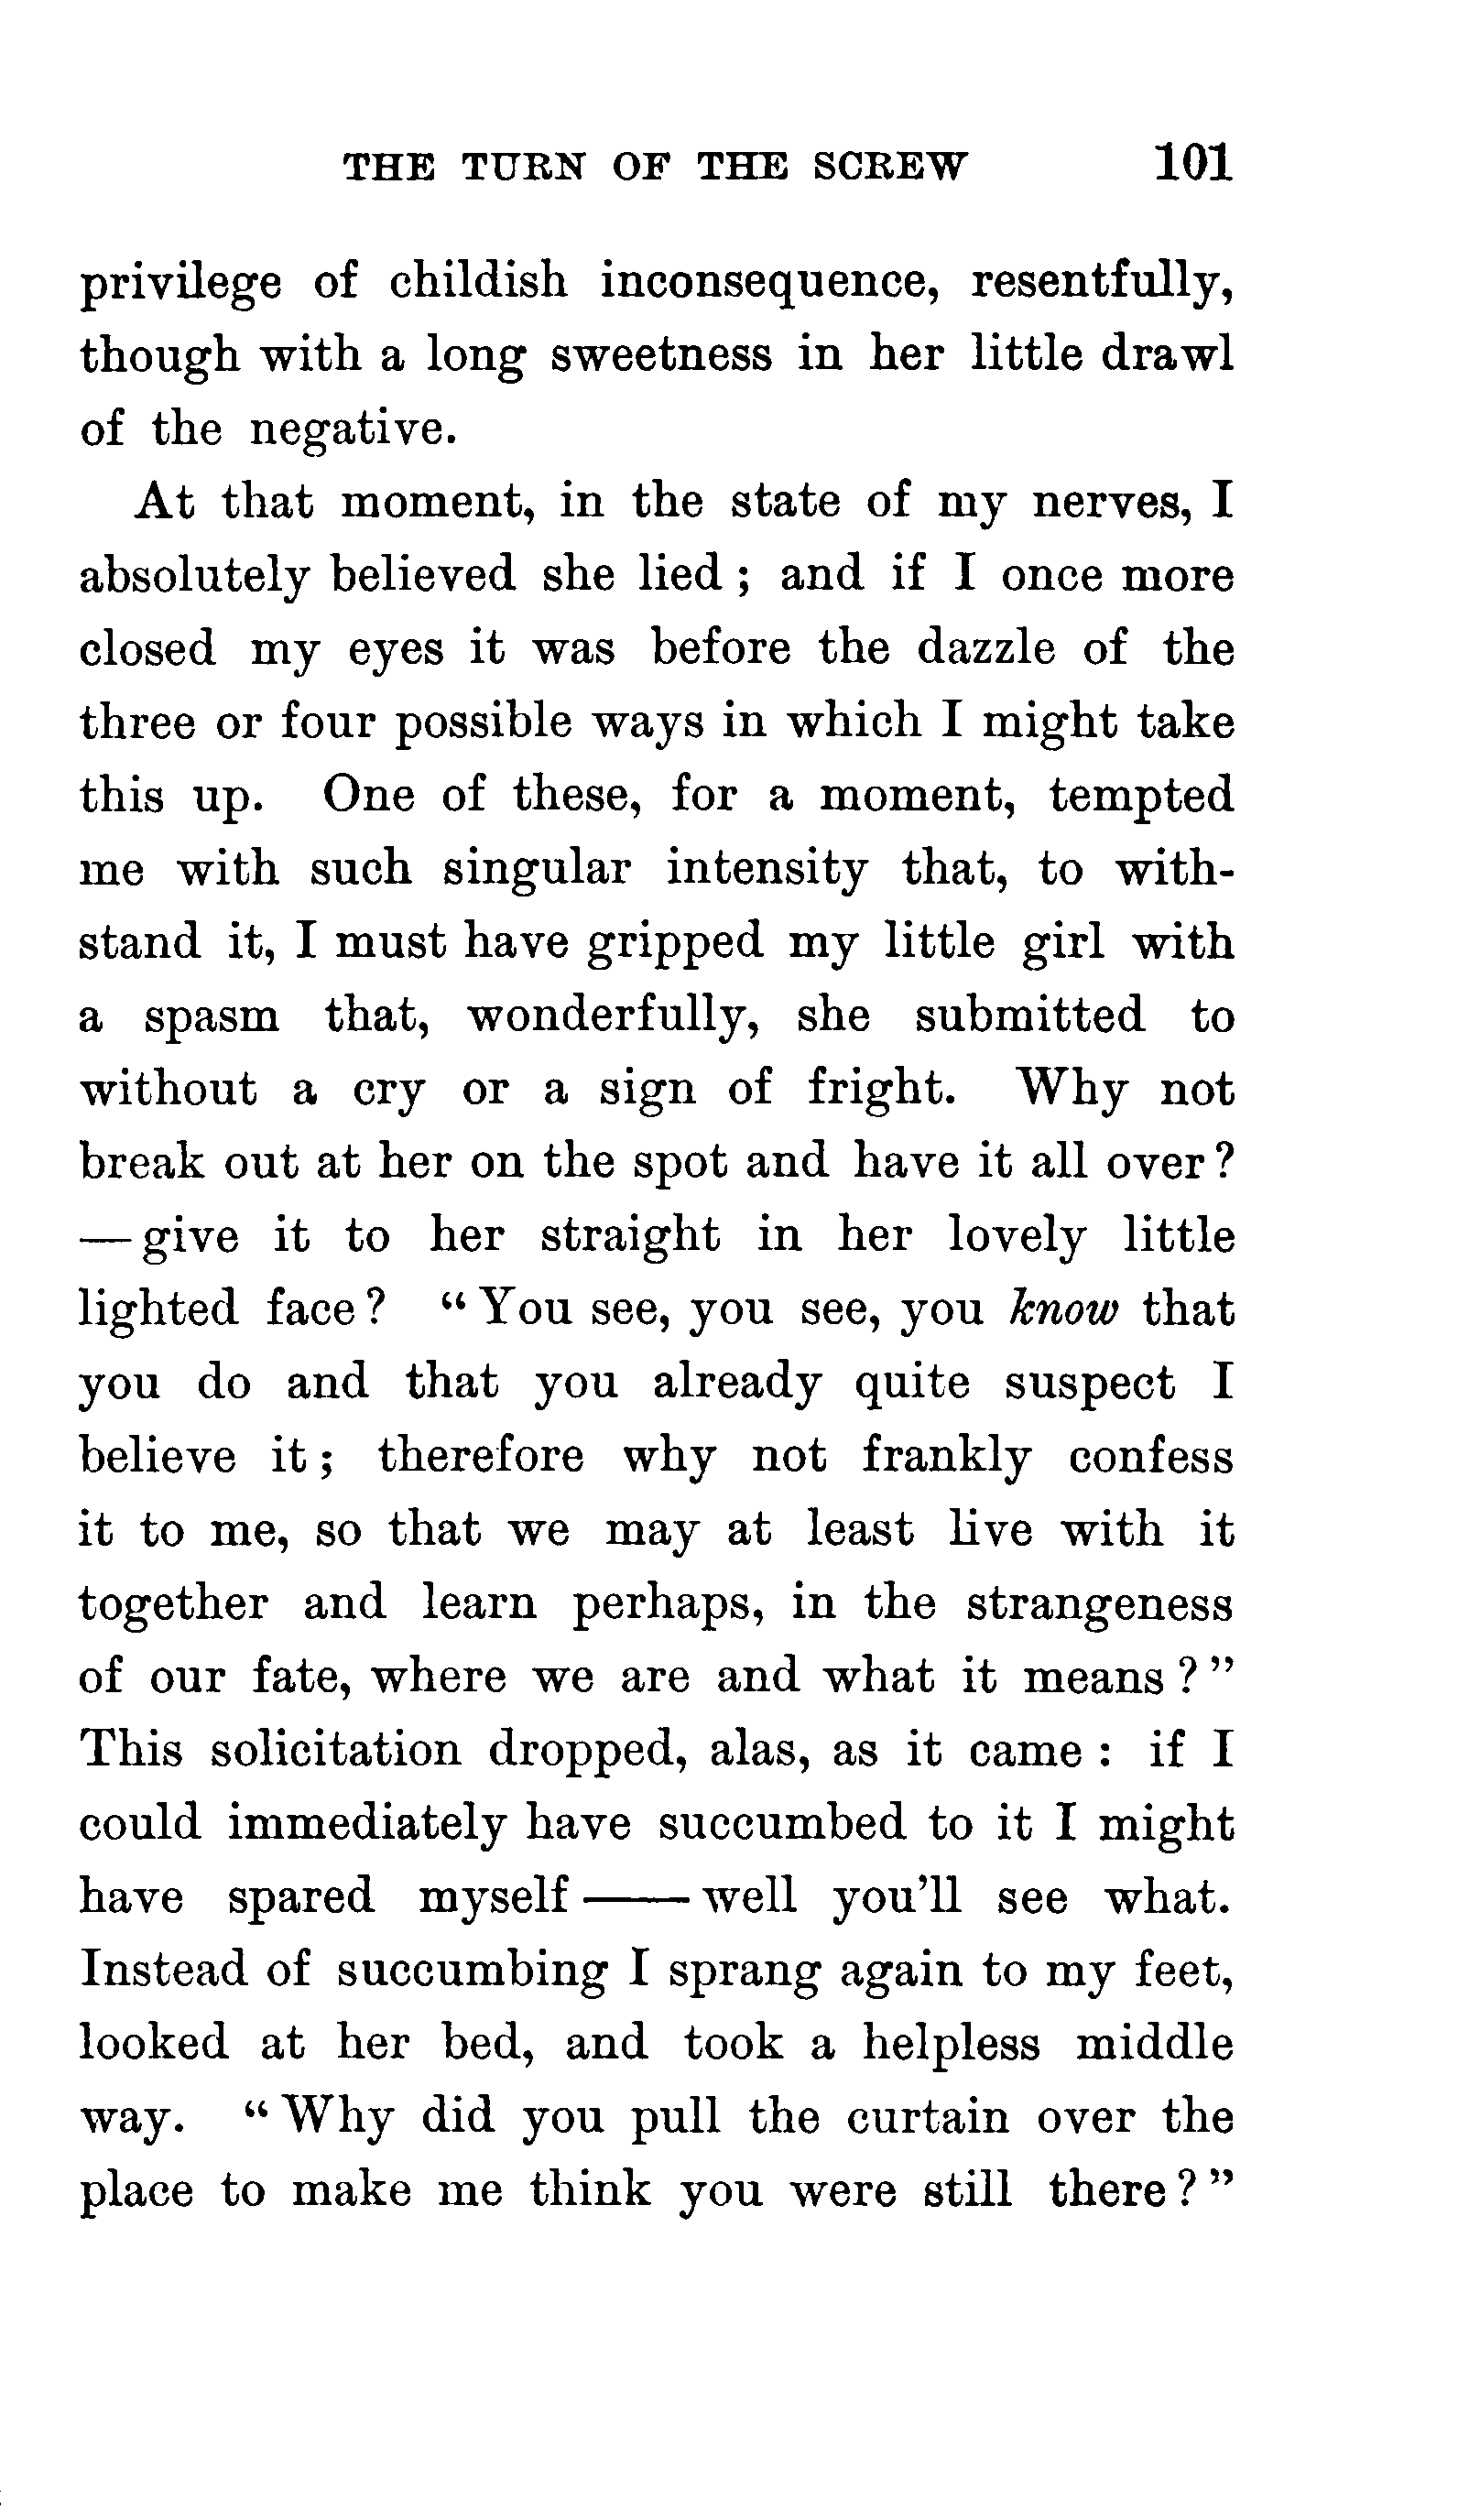 THE TURN OF THE SCREW 101
privilege of childish inconsequence, resentfully,
though with a long sweetness in her little drawl
of the negative.
At that moment, in the state of my nerves, I
absolutely believed she lied ; and if I once more
closed my eyes it was before the dazzle of the
three or four possible ways in which I might take
this up. One of these, for a moment, tempted
me with such singular intensity that, to with-
stand it, I must have gripped my little girl with
a spasm that, wonderfully, she submitted to
without a cry or a sign of fright. Why not
break out at her on the spot and have it all over ?
—give it to her straight in her lovely little
lighted face ? “ You see, you see, you know that
you do and that you already quite suspect I
believe it ; therefore why not frankly confess
it to me, so that we may at least live with it
together and learn perhaps, in the strangeness
of our fate, where we are and what it means ? ”
This solicitation dropped, alas, as it came : if I
could immediately have succumbed to it I might
have spared myself —— well you’ll see what.
Instead of succumbing I sprang again to my feet,
looked at her bed, and took a helpless middle
way. “ Why did you pull the curtain over the
place to make me think you were still there ? ”